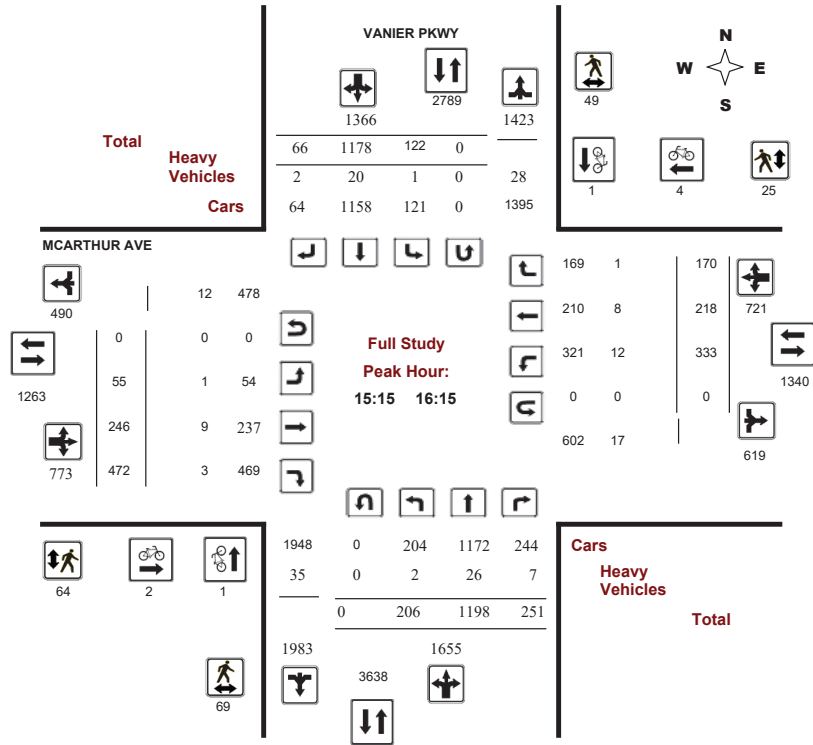 VANIER PKWY
N
W E
S
1366 2789 1423
49
Total 66 1178 122 0
Heavy
Vehicles 2 20 1 0 28
Cars 64 1158 121 0 1395
1 4 25
MCARTHUR AVE
490 12 478
169 1 170
721
0 0 0
210 8 218
1263 55 1 54
321 12 333
1340
246 9 237
0 0 0
773 472 3 469
602 17 619
Full Study
Peak Hour:
15:15 16:15
1948 0 204 1172 244 Cars
35 0 2 26 7 Heavy
Vehicles
0 206 1198 251 Total
64 2 1
1983 1655
3638
69